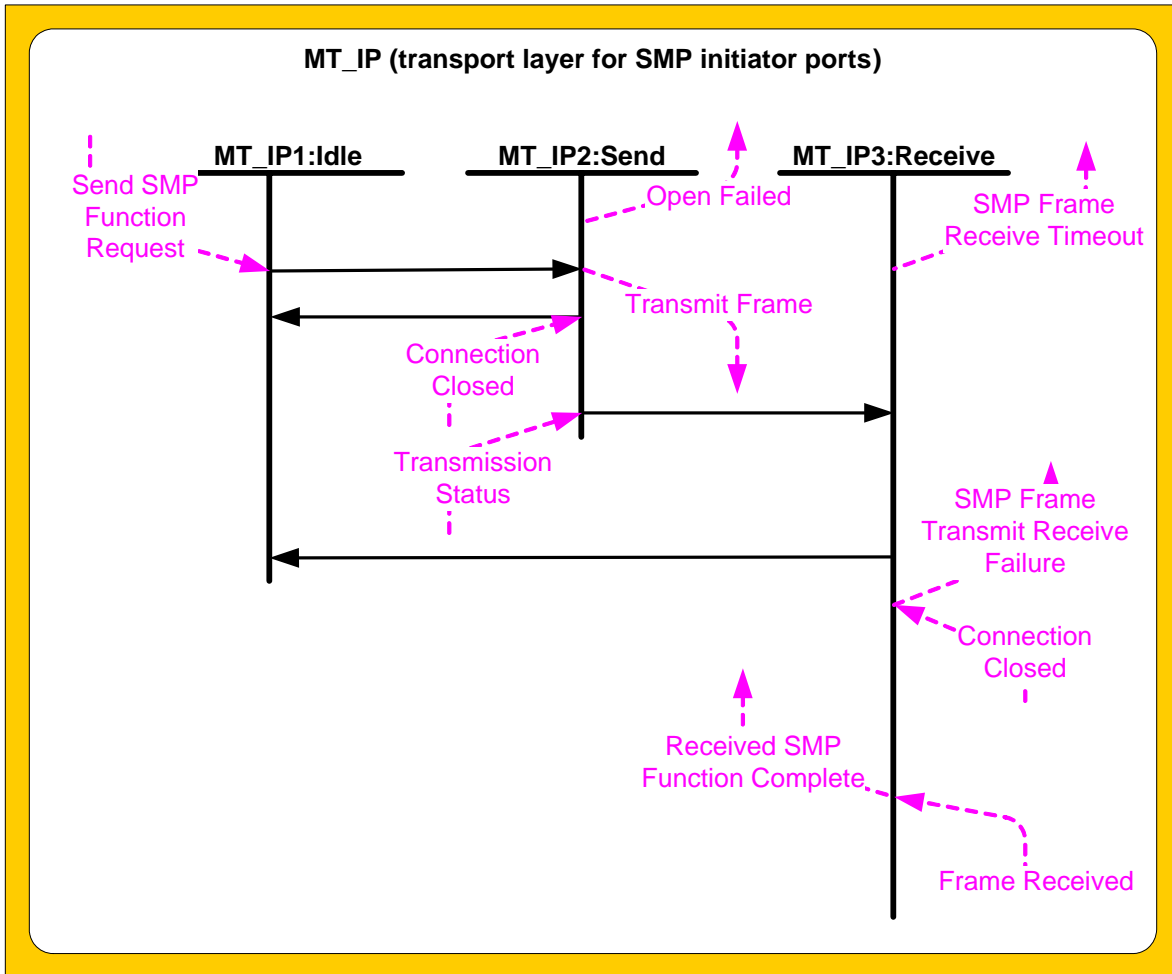 MT_IP (transport layer for SMP initiator ports)
MT_IP1:Idle
MT_IP2:Send
MT_IP3:Receive
Send SMP
Function
Request
Open Failed
SMP Frame
Receive Timeout
Transmit Frame
Connection
Closed
Transmission
Status
SMP Frame
Transmit Receive
Failure
Connection
Closed
Received SMP
Function Complete
Frame Received